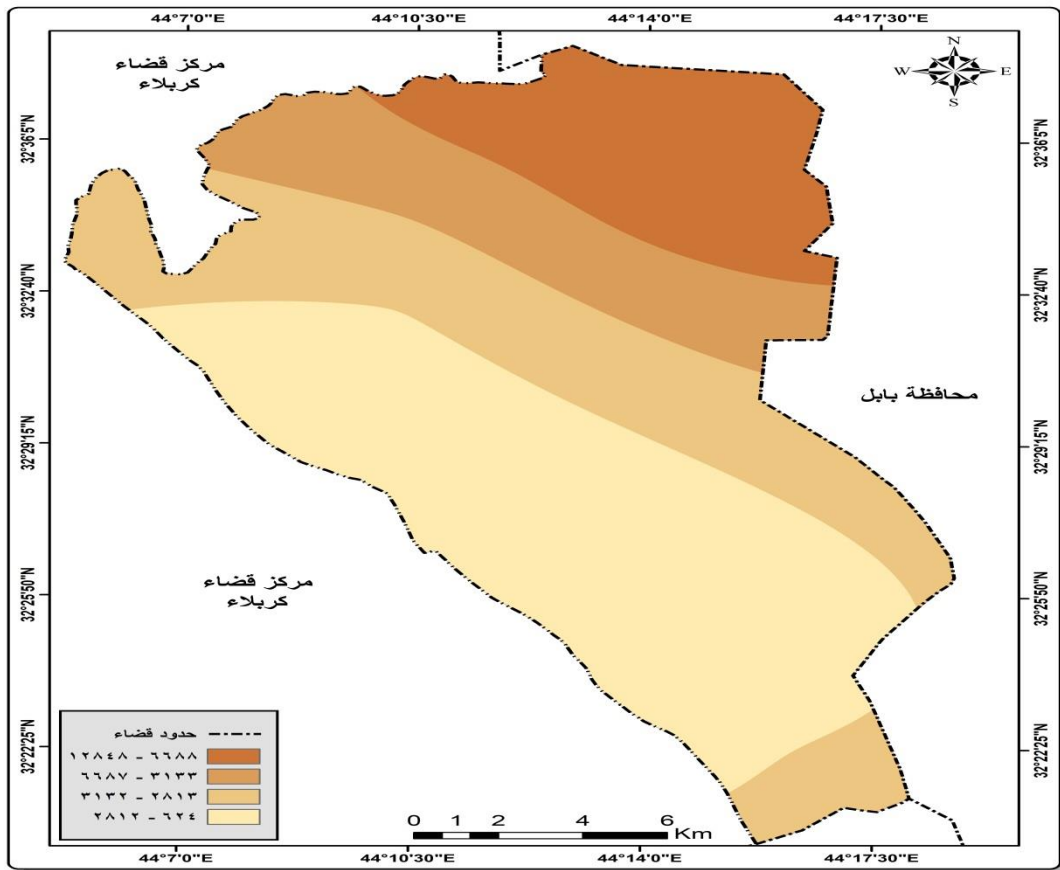 44°7'0"E
44°10'30"E
44°14'0"E
44°17'30"E
مركز قضاء
كربلاء
N
W
E
S
32°36'5"N
32°36'5"N
32°32'40"N
32°32'40"N
محافظة بابل
32°29'15"N
32°29'15"N
مركز قضاء
كربلاء
32°25'50"N
32°25'50"N
32°22'25"N
32°22'25"N
حدود قضاء
٦٦٨٨ - ١٢٨٤٨
٣١٣٣ - ٦٦٨٧
٢٨١٣ - ٣١٣٢
٦٢٤ - ٢٨١٢
0 1 2 4 6
Km
44°7'0"E
44°10'30"E
44°14'0"E
44°17'30"E